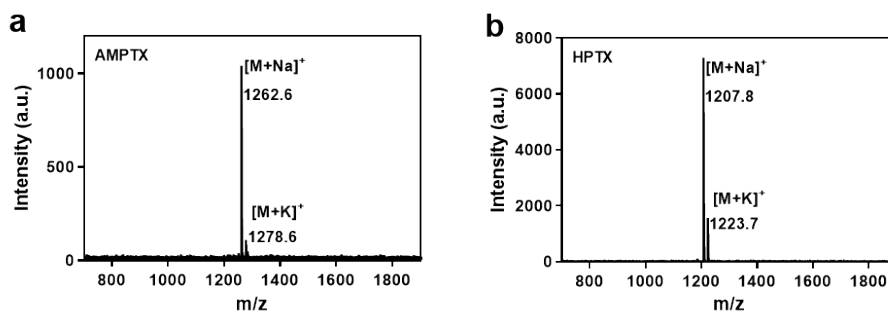 a
AMPTX
[M+Na]⁺
1262.6
[M+K]⁺
1278.6
Intensity (a.u.)
1000
500
0
800 1000 1200 1400 1600 1800
m/z
b
HPTX
[M+Na]⁺
1207.8
[M+K]⁺
1223.7
Intensity (a.u.)
8000
6000
4000
2000
0
800 1000 1200 1400 1600 1800
m/z